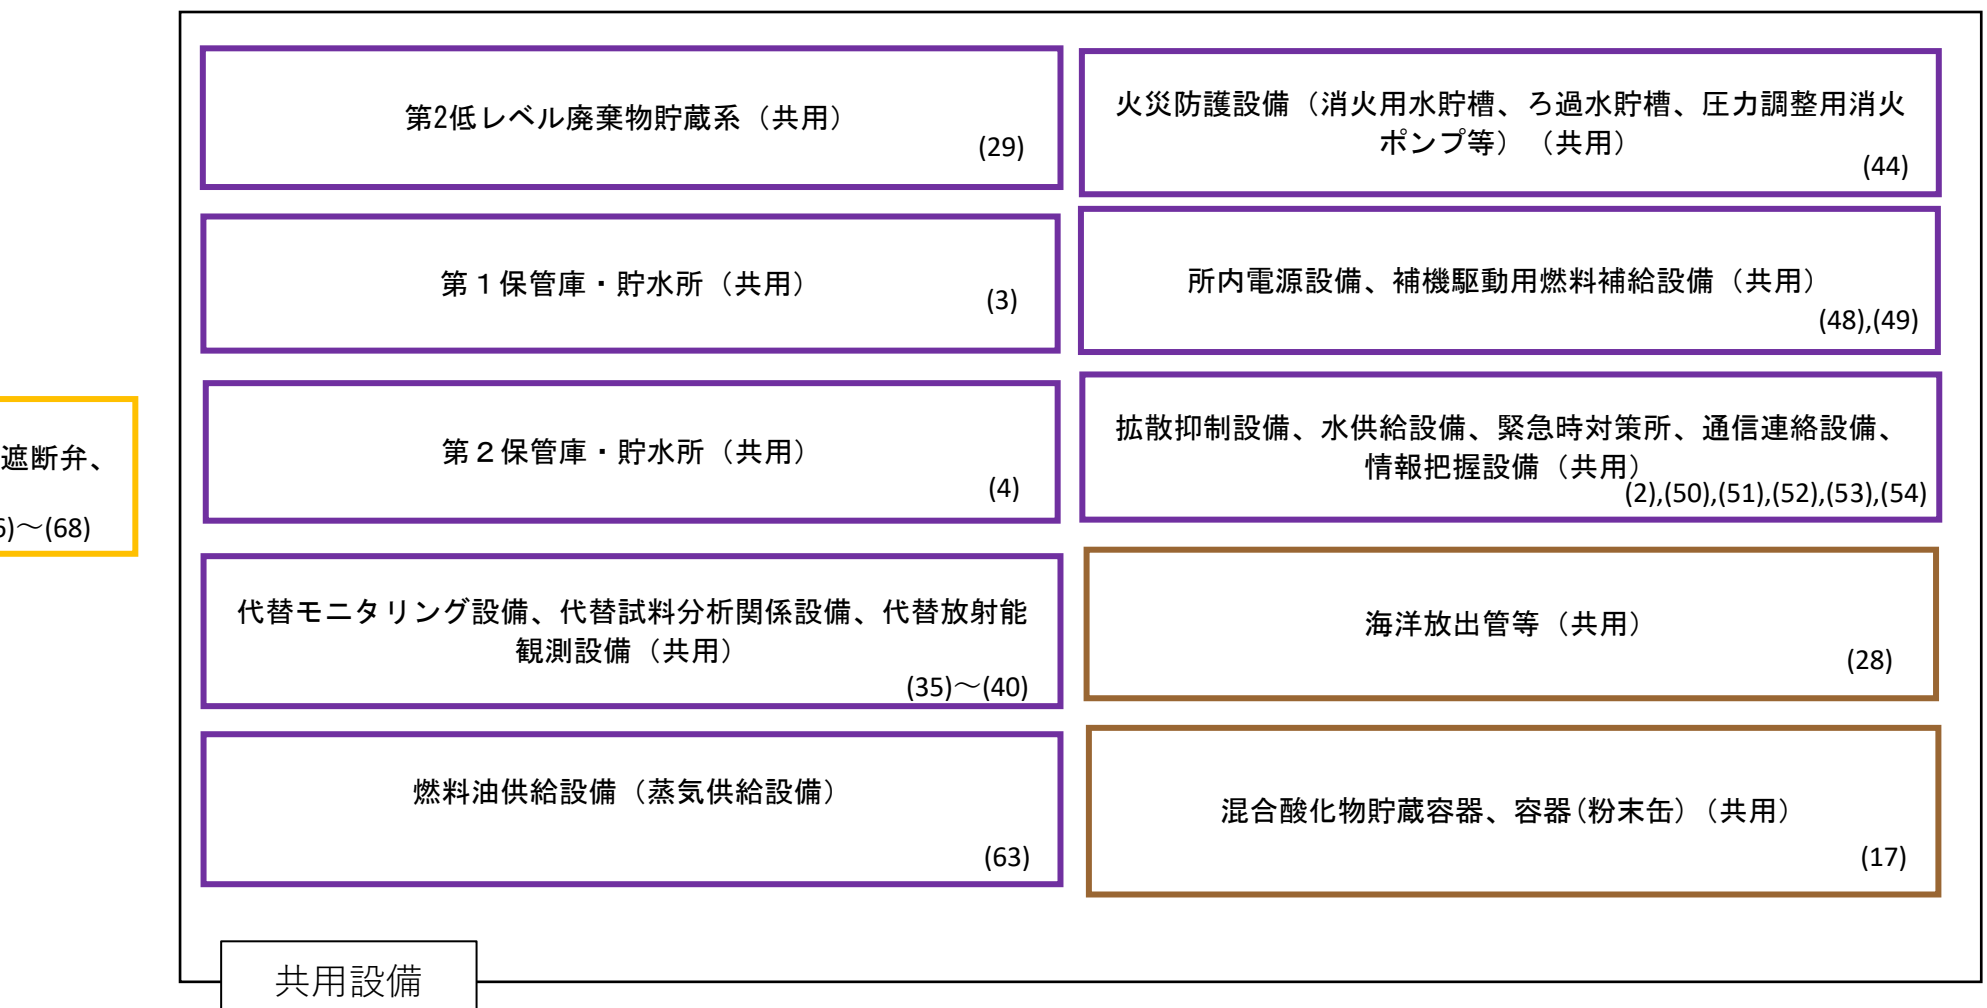 遮断弁、
)～(68)
第2低レベル廃棄物貯蔵系（共用）
(29)
第１保管庫・貯水所（共用）
(3)
第２保管庫・貯水所（共用）
(4)
代替モニタリング設備、代替試料分析関係設備、代替放射能
観測設備（共用）
(35)～(40)
燃料油供給設備（蒸気供給設備）
(63)
火災防護設備（消火用水貯槽、ろ過水貯槽、圧力調整用消火
ポンプ等）（共用）
(44)
所内電源設備、補機駆動用燃料補給設備（共用）
(48),(49)
拡散抑制設備、水供給設備、緊急時対策所、通信連絡設備、
情報把握設備（共用）
(2),(50),(51),(52),(53),(54)
海洋放出管等（共用）
(28)
混合酸化物貯蔵容器、容器(粉末缶)（共用）
(17)
共用設備